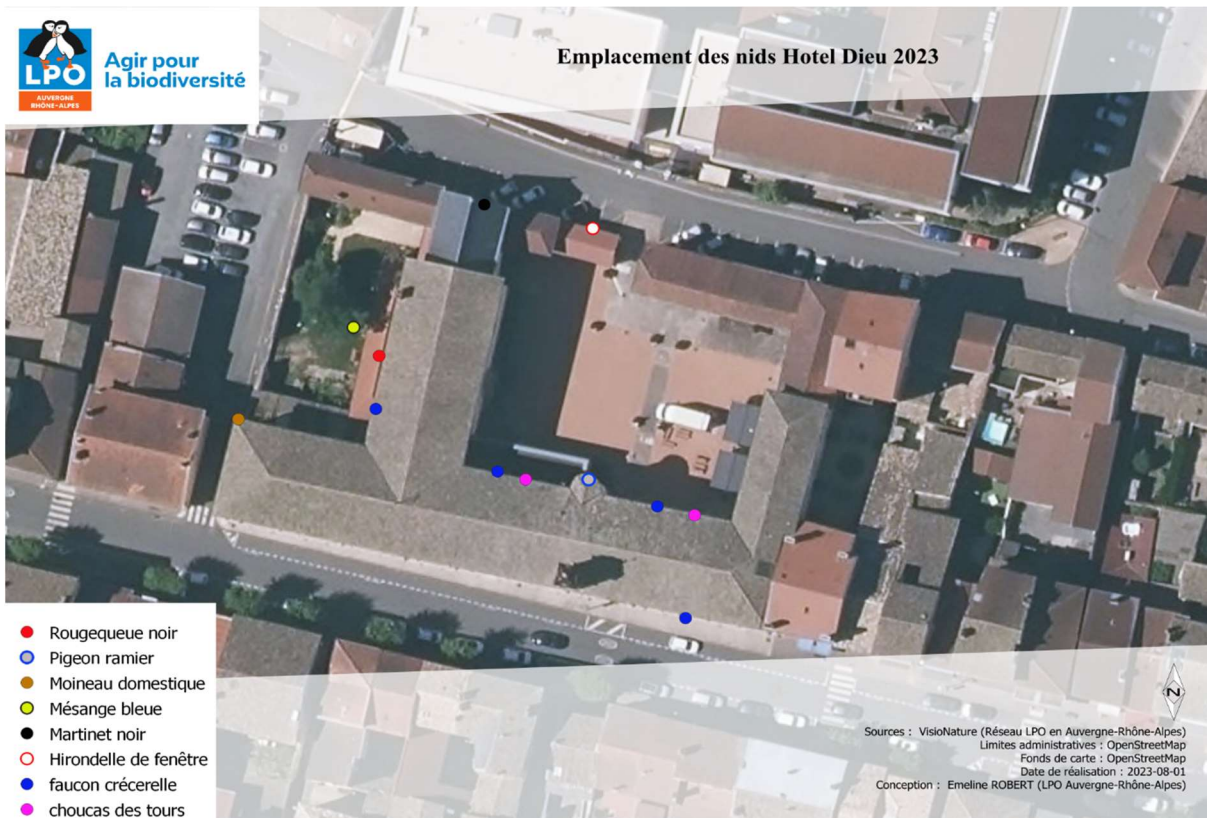 LPO
AUVERGNE
RHÔNE-ALPES
Agir pour
la biodiversité
Emplacement des nids Hotel Dieu 2023
Rougequeue noir
Pigeon ramier
Moineau domestique
Mésange bleue
Martinet noir
Hirondelle de fenêtre
faucon crécerelle
choucas des tours
N
Sources : VisioNature (Réseau LPO en Auvergne-Rhône-Alpes)
Limites administratives : OpenStreetMap
Fonds de carte : OpenStreetMap
Date de réalisation : 2023-08-01
Conception : Emeline ROBERT (LPO Auvergne-Rhône-Alpes)